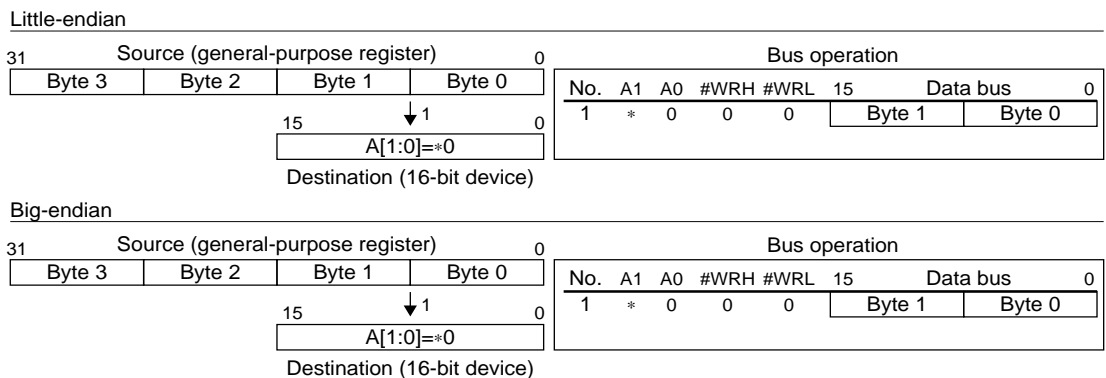 Little-endian
31 Source (general-purpose register) 0 Bus operation
Byte 3 Byte 2 Byte 1 Byte 0 No. A1 A0 #WRH #WRL 15 Data bus 0
1 * 0 0 0 Byte 1 Byte 0
15 1 0
A[1:0]=*0
Destination (16-bit device)
Big-endian
31 Source (general-purpose register) 0 Bus operation
Byte 3 Byte 2 Byte 1 Byte 0 No. A1 A0 #WRH #WRL 15 Data bus 0
1 * 0 0 0 Byte 1 Byte 0
15 1 0
A[1:0]=*0
Destination (16-bit device)